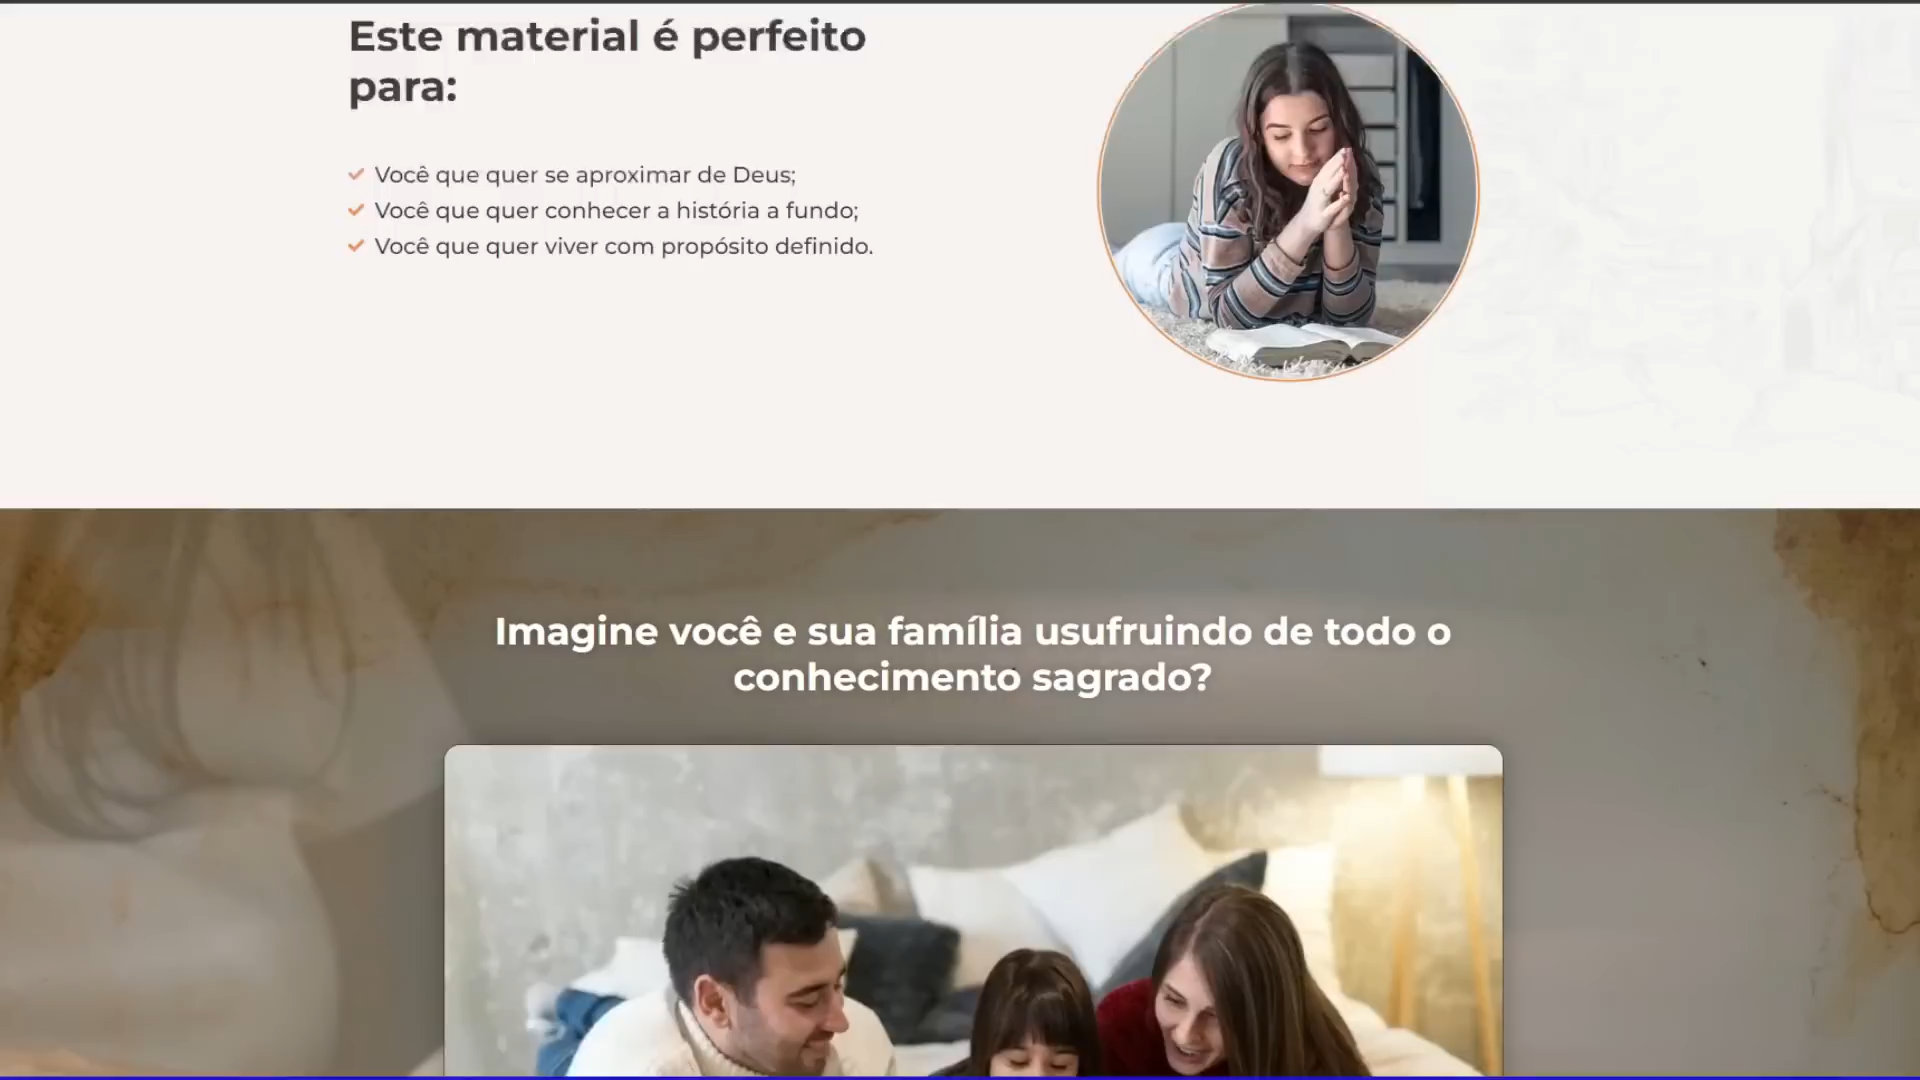 Este material é perfeito
para:
Você que quer se aproximar de Deus;
Você que quer conhecer a história a fundo;
Você que quer viver com propósito definido.
Imagine você e sua família usufruindo de todo o
conhecimento sagrado?